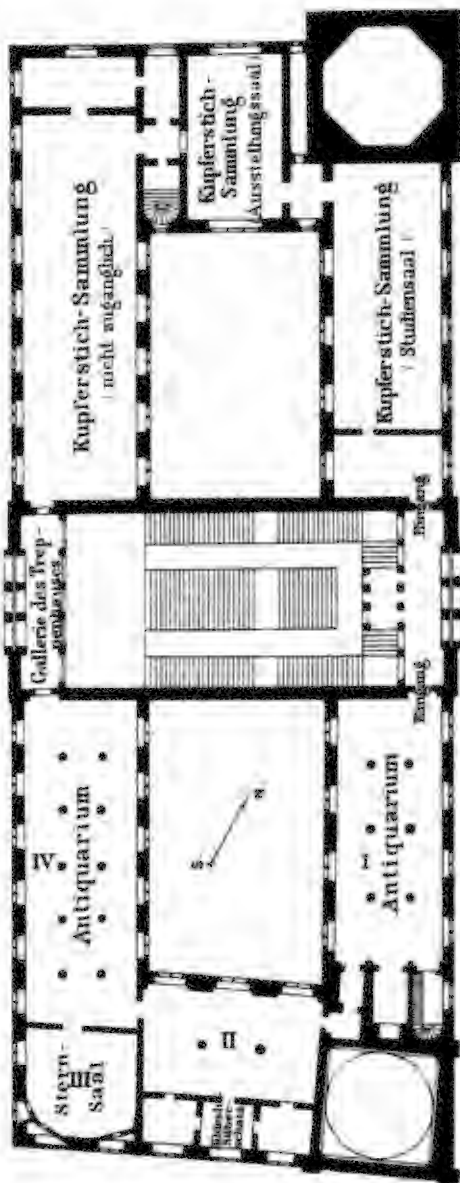 Kupferstich-
Sammlung
(Ausstellungssaal)
Kupferstich-Sammlung
(nicht zugänglich)
Kupferstich-Sammlung
(Studiensaal)
Gallerie des Trep-
penhauses
Eingang
Eingang
N
S
IV
Antiquarium
I
Antiquarium
II
Stern-
III
Saal